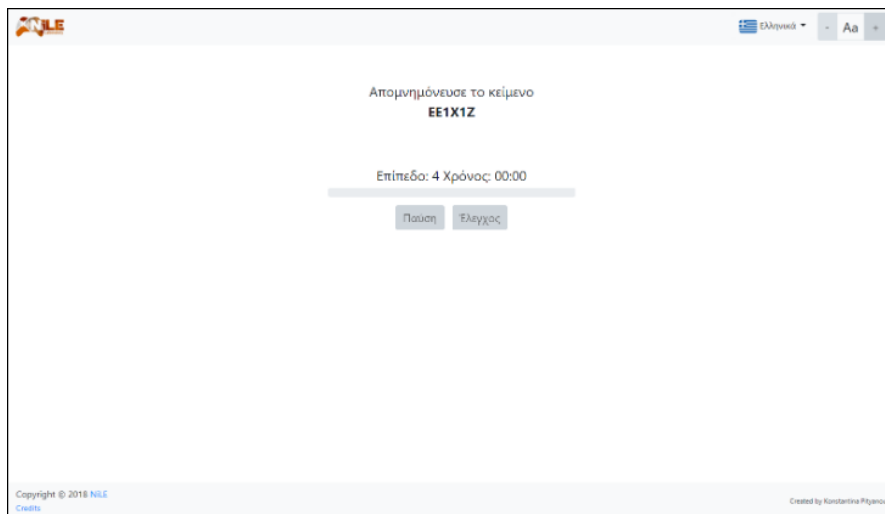 NiLE
Ελληνικά
- Aa +
Απομνημόνευσε το κείμενο
EE1X1Z
Επίπεδο: 4 Χρόνος: 00:00
Παύση Έλεγχος
Copyright © 2018 NiLE
Credits
Created by Konstantina Pityanou